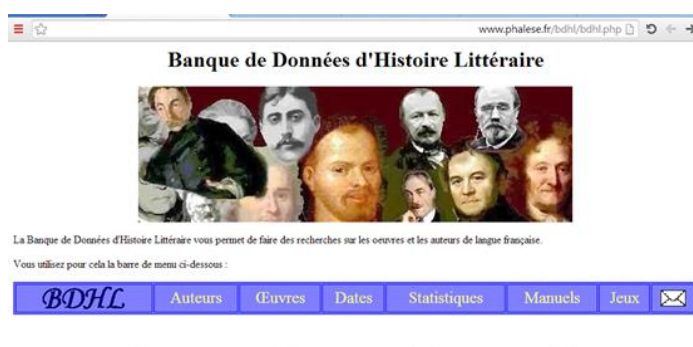 www.phalese.fr/bdhl/bdhl.php
Banque de Données d'Histoire Littéraire
La Banque de Données d'Histoire Littéraire vous permet de faire des recherches sur les oeuvres et les auteurs de langue française.
Vous utilisez pour cela la barre de menu ci-dessous :
BDHL Auteurs Œuvres Dates Statistiques Manuels Jeux